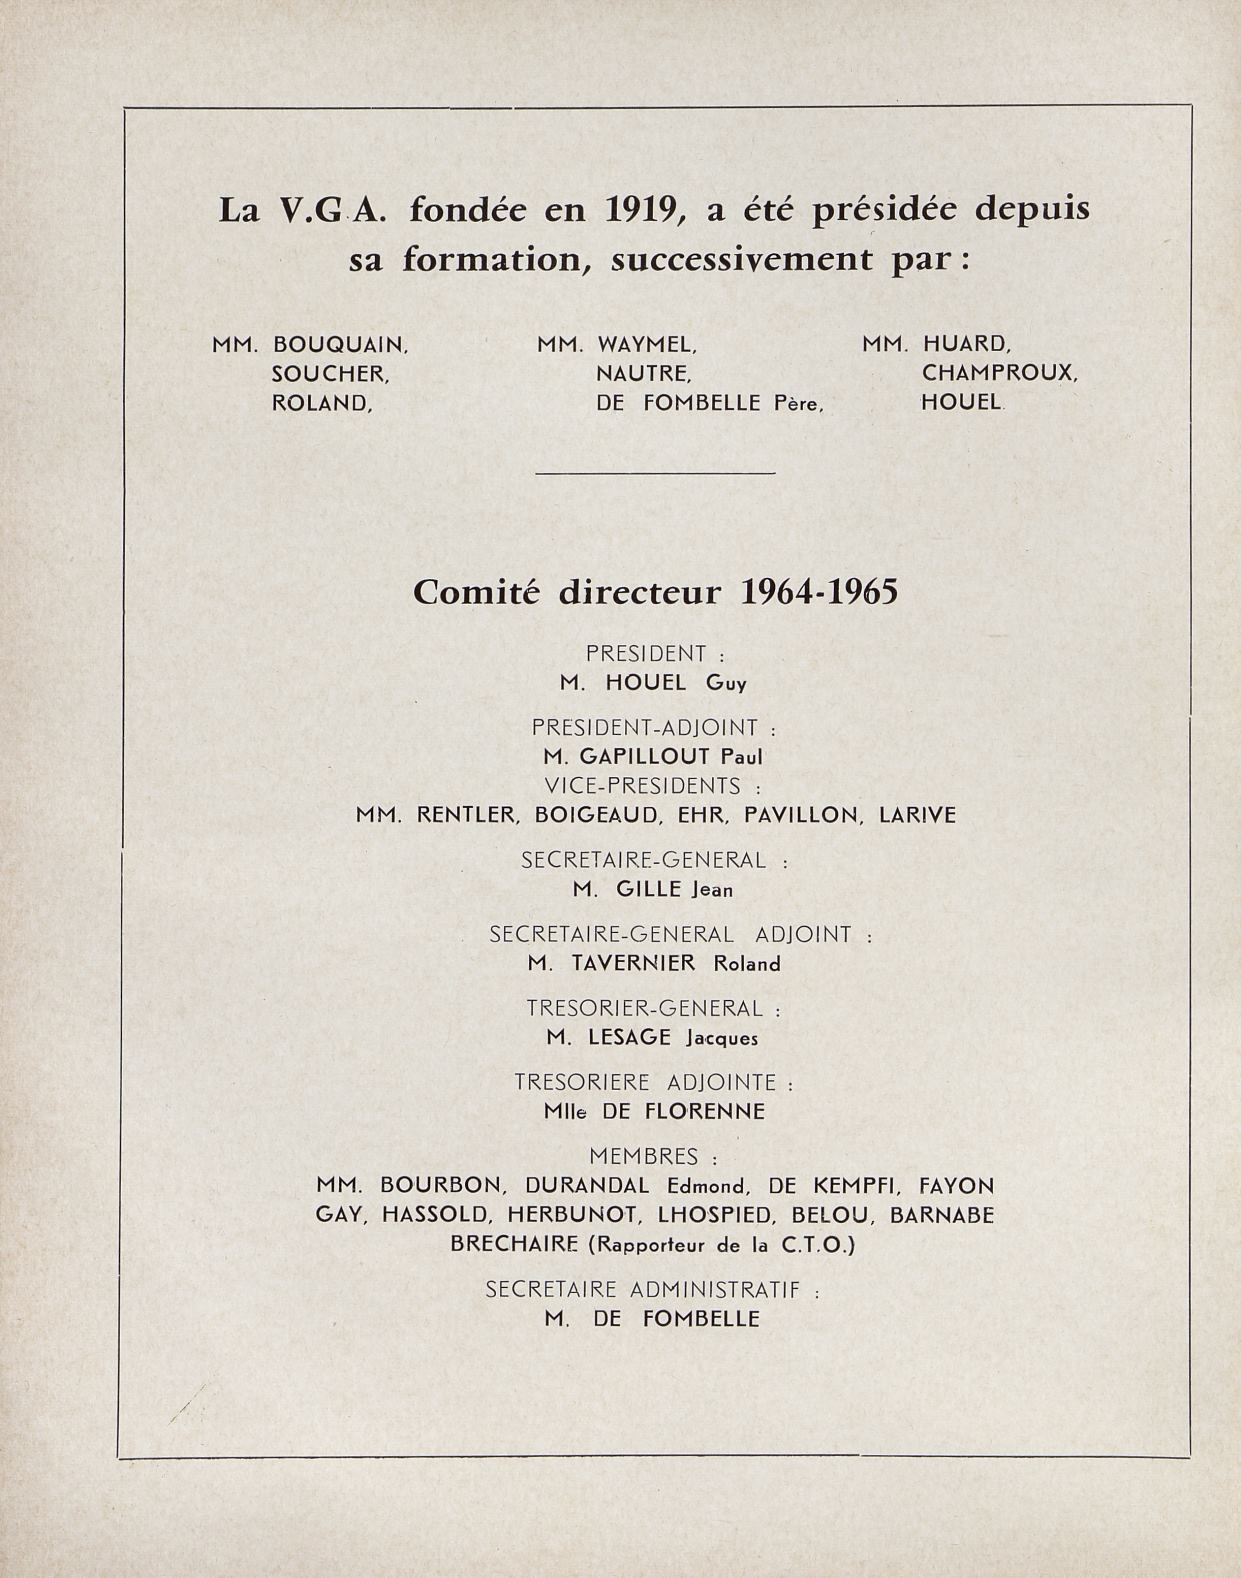 La V.G.A. fondée en 1919, a été présidée depuis
sa formation, successivement par :
MM. BOUQUAIN,
SOUCHER,
ROLAND,
MM. WAYMEL,
NAUTRE,
DE FOMBELLE Père,
MM. HUARD,
CHAMPROUX,
HOUEL.
Comité directeur 1964-1965
PRESIDENT :
M. HOUEL Guy
PRESIDENT-ADJOINT :
M. GAPILLOUT Paul
VICE-PRESIDENTS :
MM. RENTLER, BOIGEAUD, EHR, PAVILLON, LARIVE
SECRETAIRE-GENERAL :
M. GILLE Jean
SECRETAIRE-GENERAL ADJOINT :
M. TAVERNIER Roland
TRESORIER-GENERAL :
M. LESAGE Jacques
TRESORIERE ADJOINTE :
Mlle DE FLORENNE
MEMBRES :
MM. BOURBON, DURANDAL Edmond, DE KEMPFI, FAYON
GAY, HASSOLD, HERBUNOT, LHOSPIED, BELOU, BARNABE
BRECHAIRE (Rapporteur de la C.T.O.)
SECRETAIRE ADMINISTRATIF :
M. DE FOMBELLE